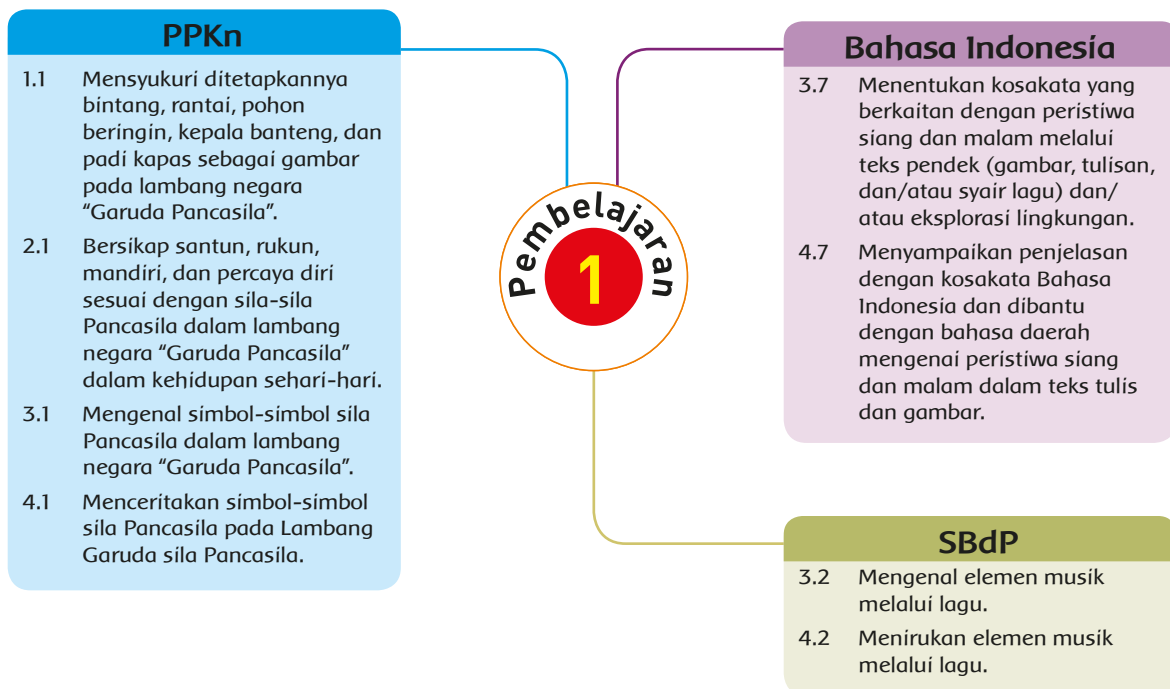 PPKn
1.1 Mensyukuri ditetapkannya
bintang, rantai, pohon
beringin, kepala banteng, dan
padi kapas sebagai gambar
pada lambang negara
“Garuda Pancasila”.
2.1 Bersikap santun, rukun,
mandiri, dan percaya diri
sesuai dengan sila-sila
Pancasila dalam lambang
negara “Garuda Pancasila”
dalam kehidupan sehari-hari.
3.1 Mengenal simbol-simbol sila
Pancasila dalam lambang
negara “Garuda Pancasila”.
4.1 Menceritakan simbol-simbol
sila Pancasila pada Lambang
Garuda sila Pancasila.
Pembelajaran
1
Bahasa Indonesia
3.7 Menentukan kosakata yang
berkaitan dengan peristiwa
siang dan malam melalui
teks pendek (gambar, tulisan,
dan/atau syair lagu) dan/
atau eksplorasi lingkungan.
4.7 Menyampaikan penjelasan
dengan kosakata Bahasa
Indonesia dan dibantu
dengan bahasa daerah
mengenai peristiwa siang
dan malam dalam teks tulis
dan gambar.
SBdP
3.2 Mengenal elemen musik
melalui lagu.
4.2 Menirukan elemen musik
melalui lagu.